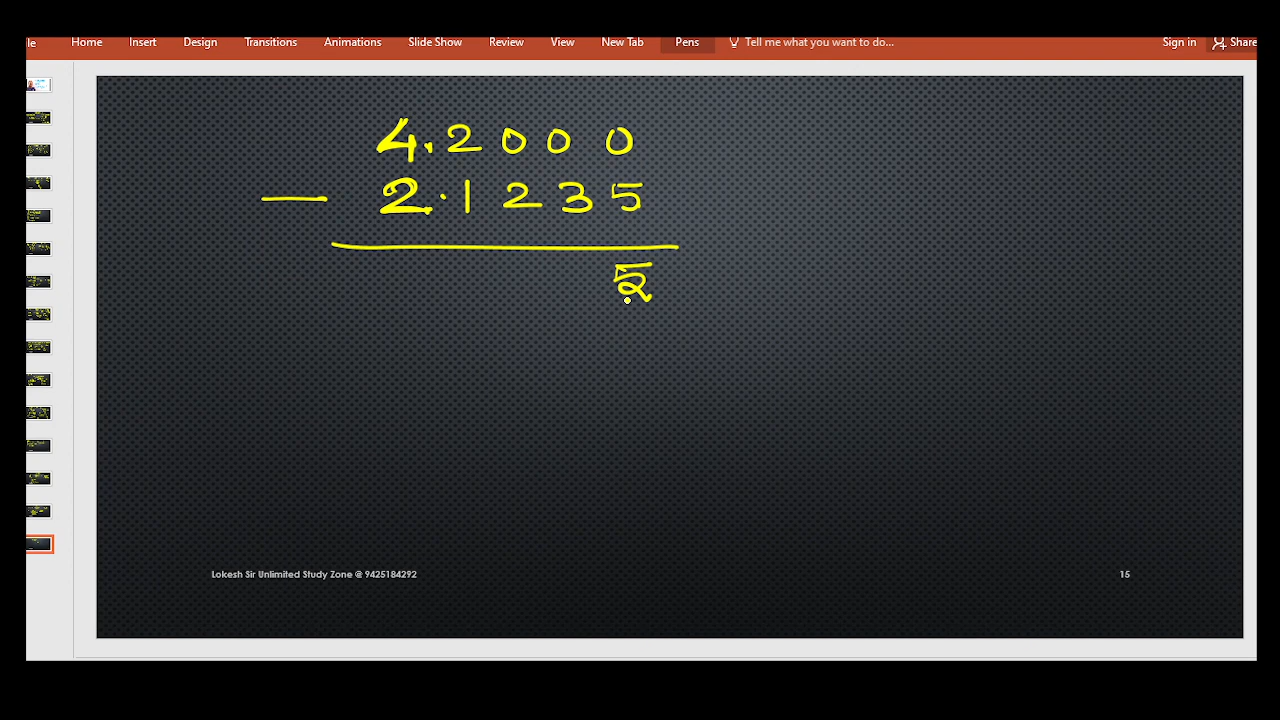 le Home Insert Design Transitions Animations Slide Show Review View New Tab Pens Tell me what you want to do... Sign in Share
4.2000
— 2.1235
Lokesh Sir Unlimited Study Zone @ 9425184292 15